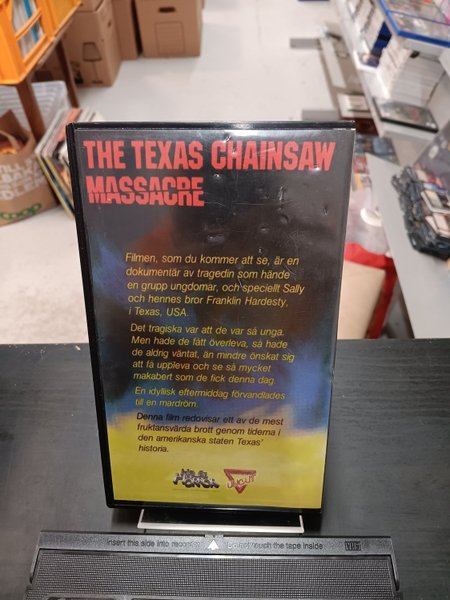 THE TEXAS CHAINSAW
MASSACRE
Filmen, som du kommer att se, är en
dokumentär av tragedin som hände
en grupp ungdomar, och speciellt Sally
och hennes bror Franklin Hardesty,
i Texas, USA.
Det tragiska var att de var så unga.
Men hade de fått överleva, så hade
de aldrig väntat, än mindre önskat sig
att få uppleva och se så mycket
makabert som de fick denna dag
En idyllisk eftermiddag förvandlades
till en mardröm.
Denna film redovisar ett av de mest
fruktansvärda brott genom tiderna i
den amerikanska staten Texas'
historia.
UNCUT
Insert this side into recorder
Do not touch the tape inside
VHS